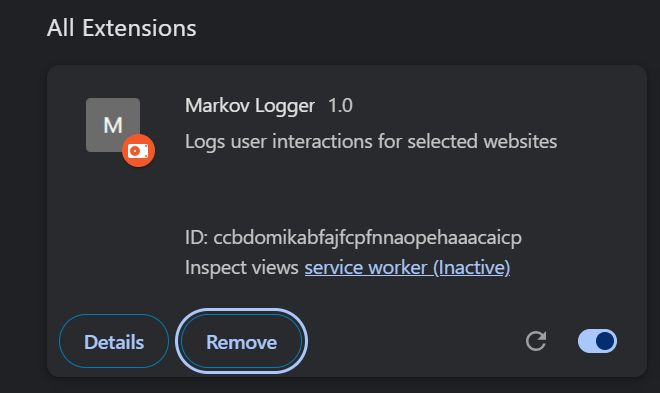 All Extensions
M
Markov Logger 1.0
Logs user interactions for selected websites
ID: ccbdomikabfajfcpfnnaopehaaacaicp
Inspect views service worker (Inactive)
Details Remove